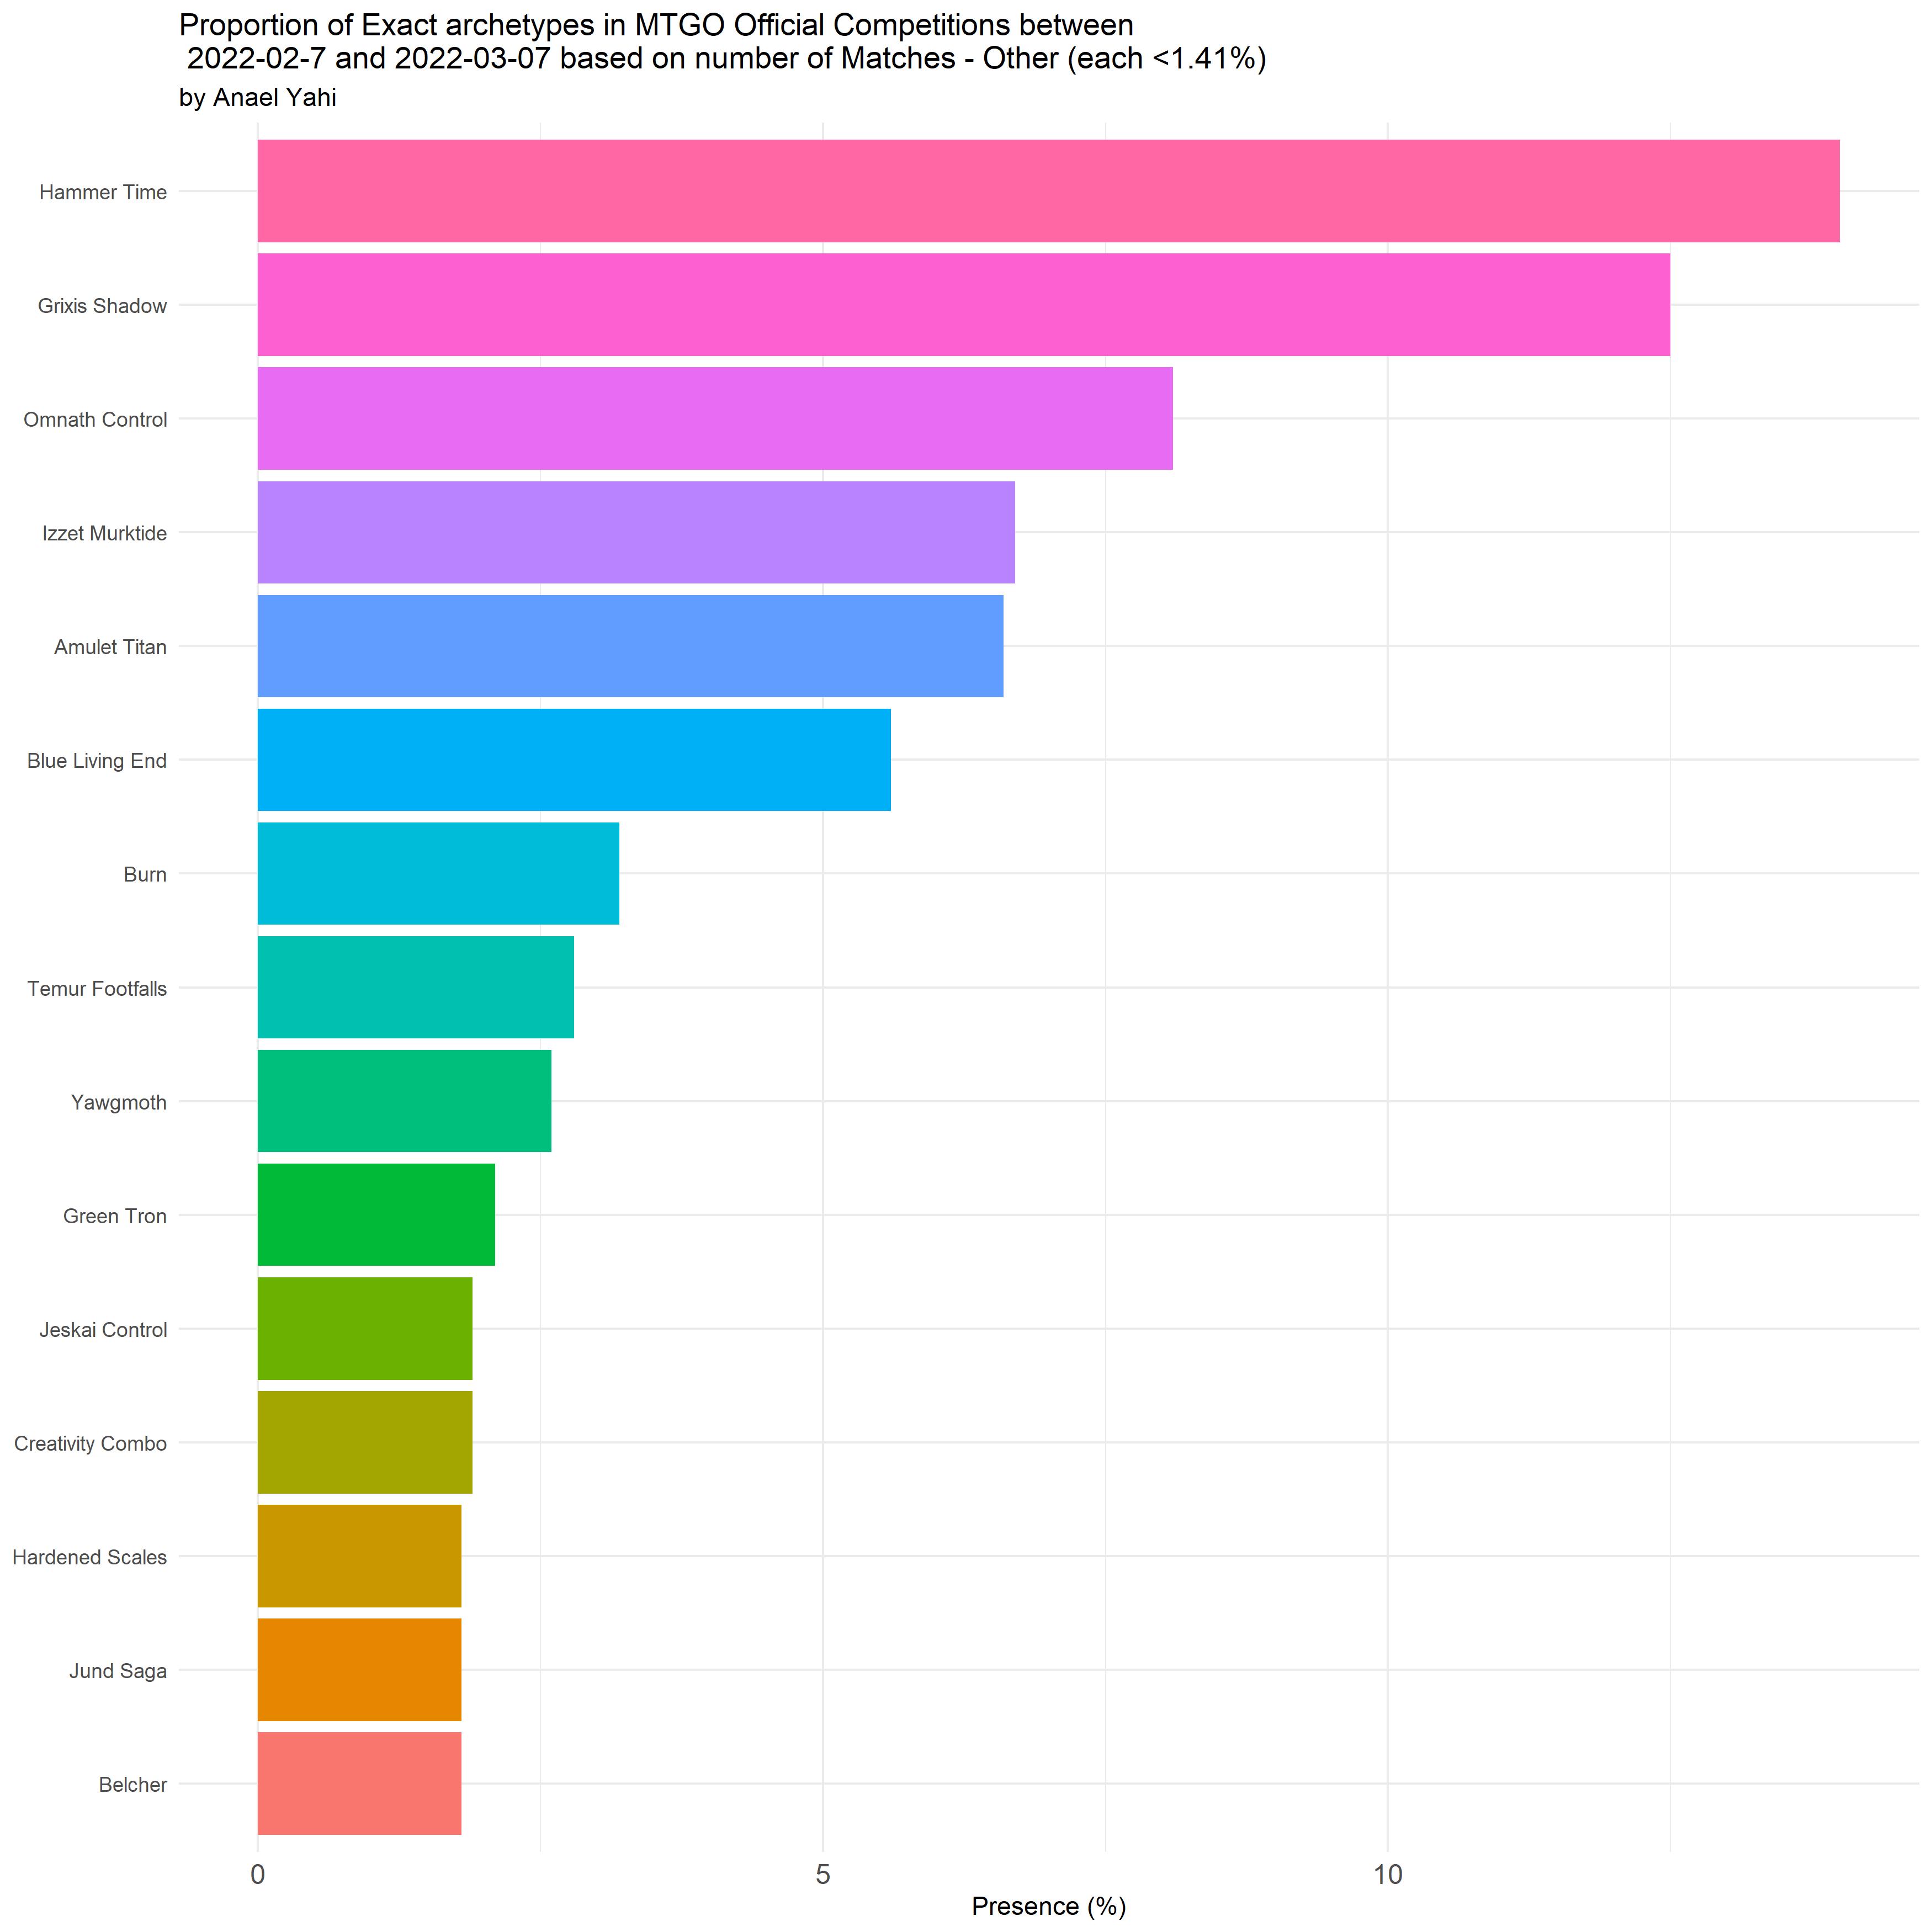 Proportion of Exact archetypes in MTGO Official Competitions between
2022-02-7 and 2022-03-07 based on number of Matches - Other (each <1.41%)
by Anael Yahi
Hammer Time
Grixis Shadow
Omnath Control
Izzet Murktide
Amulet Titan
Blue Living End
Burn
Temur Footfalls
Yawgmoth
Green Tron
Jeskai Control
Creativity Combo
Hardened Scales
Jund Saga
Belcher
0 5 10
Presence (%)